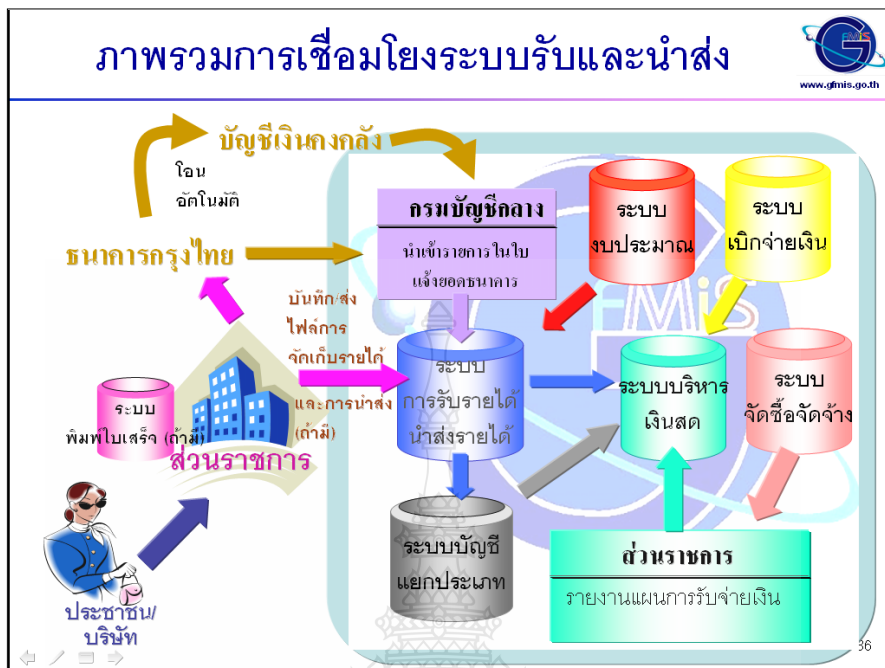 ภาพรวมการเชื่อมโยงระบบรับและนำส่ง
GFMIS
www.gfmis.go.th
บัญชีเงินคงคลัง
โอน
อัตโนมัติ
กรมบัญชีกลาง
นำเข้ารายการในใบ
แจ้งยอดธนาคาร
ระบบ
งบประมาณ
ระบบ
เบิกจ่ายเงิน
ธนาคารกรุงไทย
บันทึก/ส่ง
ไฟล์การ
จัดเก็บรายได้
และการนำส่ง
(ถ้ามี)
GFMIS
ระบบ
การรับรายได้
นำส่งรายได้
ระบบบริหาร
เงินสด
ระบบ
จัดซื้อจัดจ้าง
ระบบ
พิมพ์ใบเสร็จ (ถ้ามี)
ส่วนราชการ
ระบบบัญชี
แยกประเภท
ส่วนราชการ
รายงานแผนการรับจ่ายเงิน
ประชาชน/
บริษัท
36